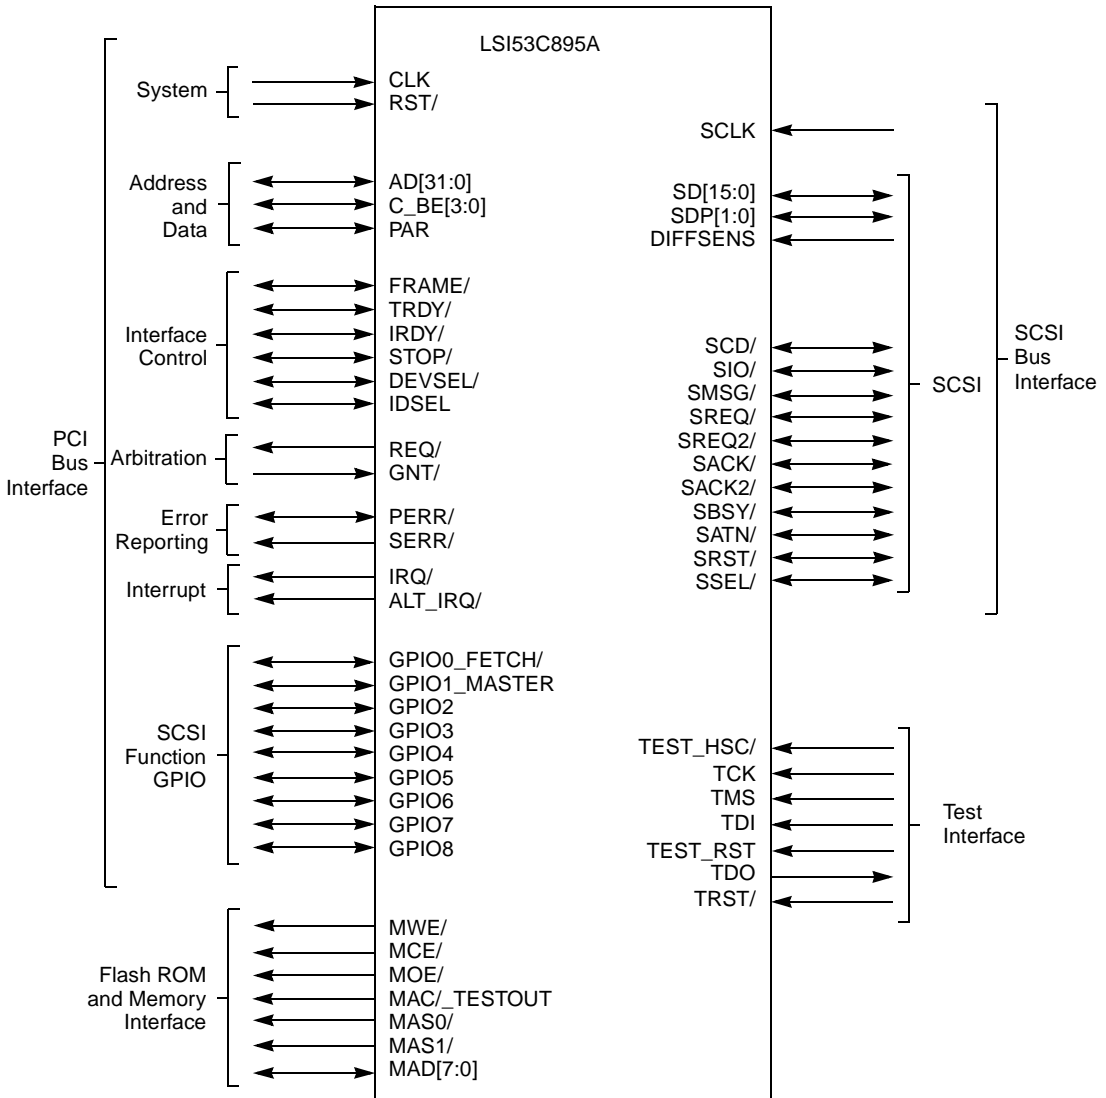 LSI53C895A
PCI
Bus
Interface
System
CLK
RST/
Address
and
Data
AD[31:0]
C_BE[3:0]
PAR
Interface
Control
FRAME/
TRDY/
IRDY/
STOP/
DEVSEL/
IDSEL
Arbitration
REQ/
GNT/
Error
Reporting
PERR/
SERR/
Interrupt
IRQ/
ALT_IRQ/
SCSI
Function
GPIO
GPIO0_FETCH/
GPIO1_MASTER
GPIO2
GPIO3
GPIO4
GPIO5
GPIO6
GPIO7
GPIO8
Flash ROM
and Memory
Interface
MWE/
MCE/
MOE/
MAC/_TESTOUT
MAS0/
MAS1/
MAD[7:0]
SCLK
SD[15:0]
SDP[1:0]
DIFFSENS
SCD/
SIO/
SMSG/
SREQ/
SREQ2/
SACK/
SACK2/
SBSY/
SATN/
SRST/
SSEL/
SCSI
SCSI
Bus
Interface
TEST_HSC/
TCK
TMS
TDI
TEST_RST
TDO
TRST/
Test
Interface